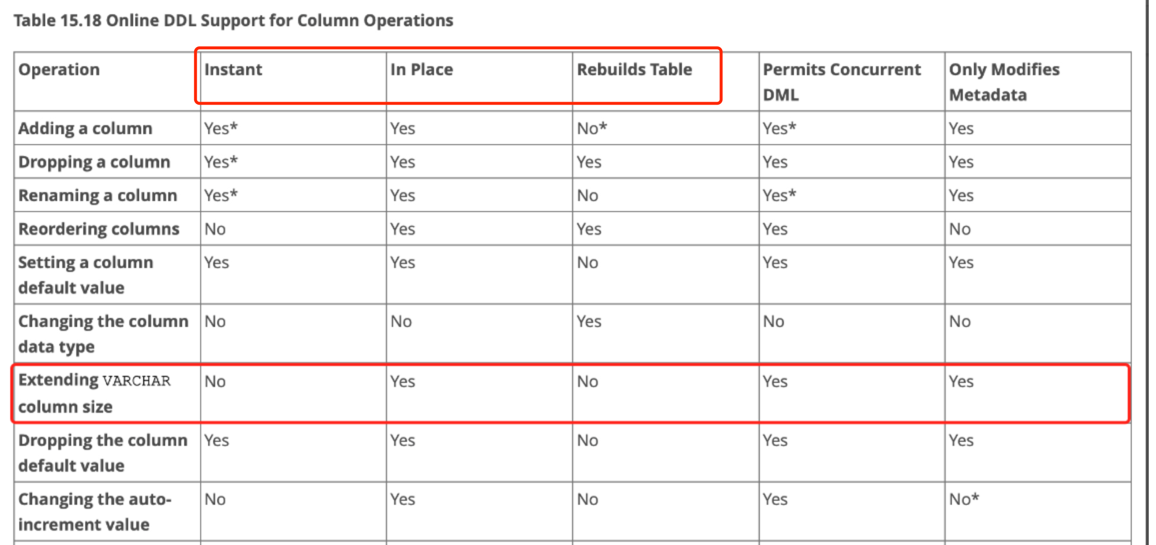 Table 15.18 Online DDL Support for Column Operations
Operation Instant In Place Rebuilds Table Permits Concurrent Only Modifies
DML Metadata
Adding a column Yes* Yes No* Yes* Yes
Dropping a column Yes* Yes Yes Yes Yes
Renaming a column Yes* Yes No Yes* Yes
Reordering columns No Yes Yes Yes No
Setting a column Yes Yes No Yes Yes
default value
Changing the column No No Yes No No
data type
Extending VARCHAR No Yes No Yes Yes
column size
Dropping the column Yes Yes No Yes Yes
default value
Changing the auto- No Yes No Yes No*
increment value